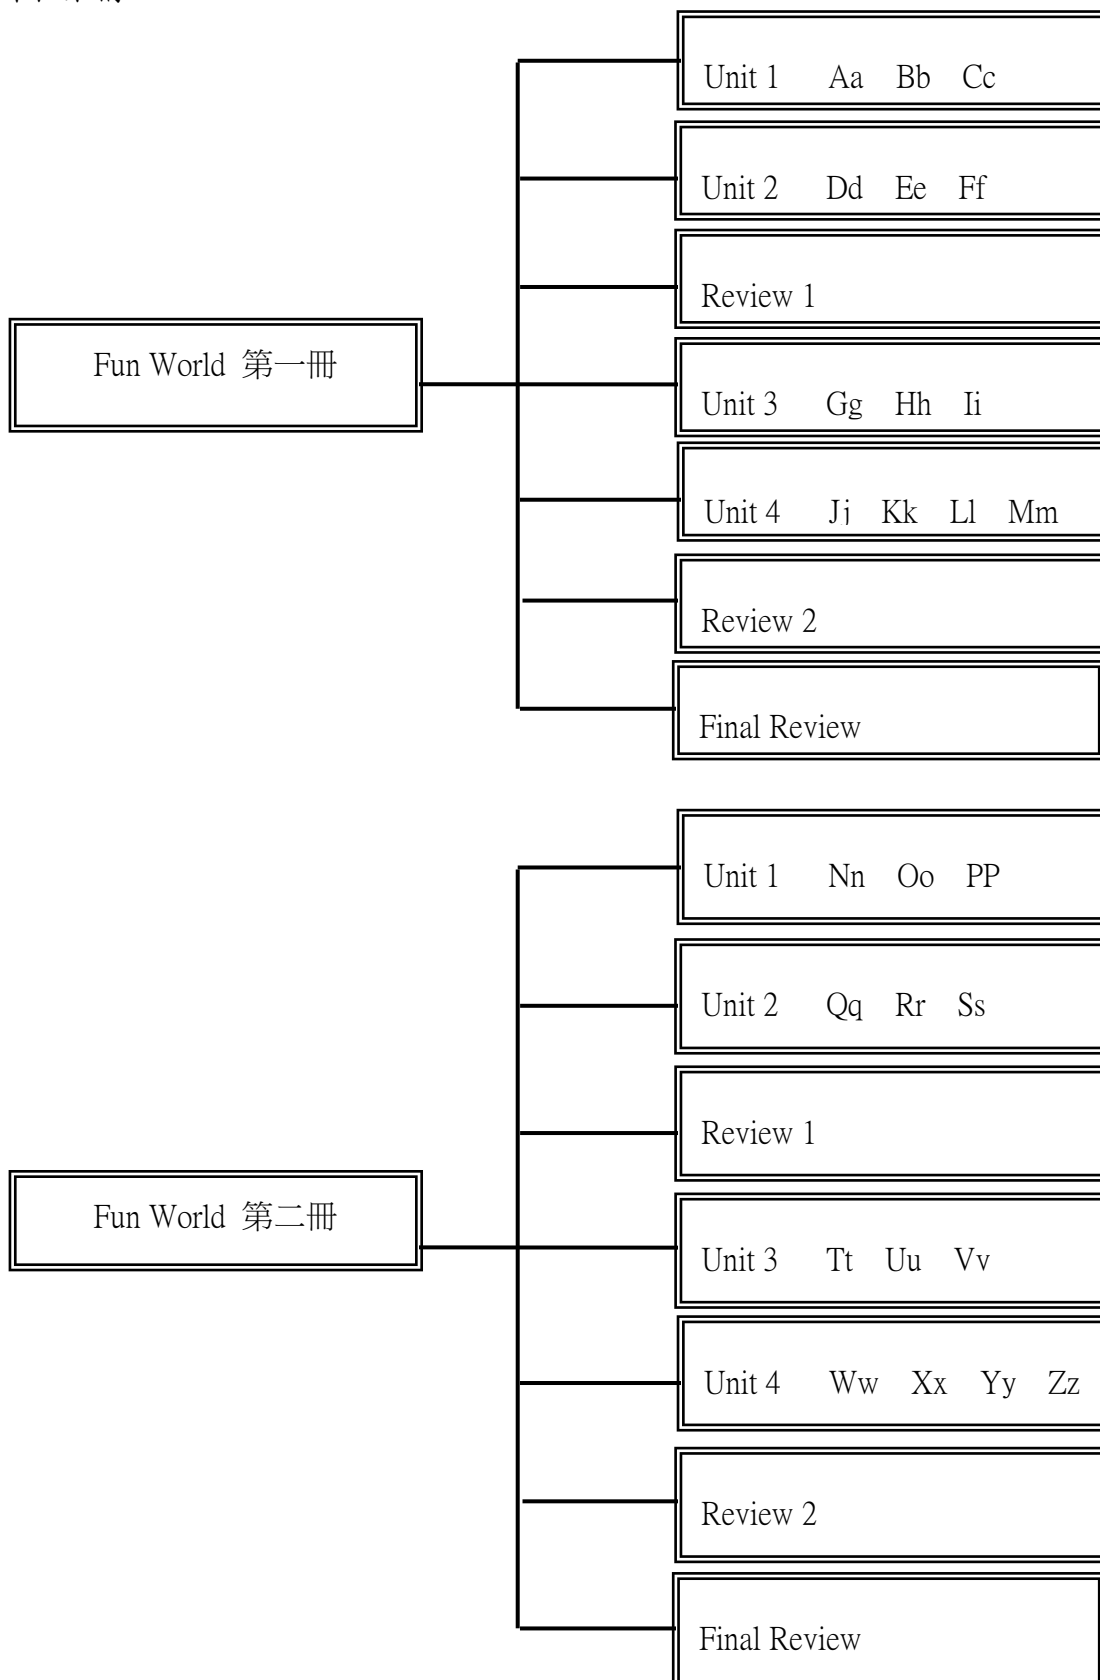 Unit 1 Aa Bb Cc
Unit 2 Dd Ee Ff
Review 1
Fun World 第一冊
Unit 3 Gg Hh Ii
Unit 4 Jj Kk Ll Mm
Review 2
Final Review
Unit 1 Nn Oo PP
Unit 2 Qq Rr Ss
Review 1
Fun World 第二冊
Unit 3 Tt Uu Vv
Unit 4 Ww Xx Yy Zz
Review 2
Final Review